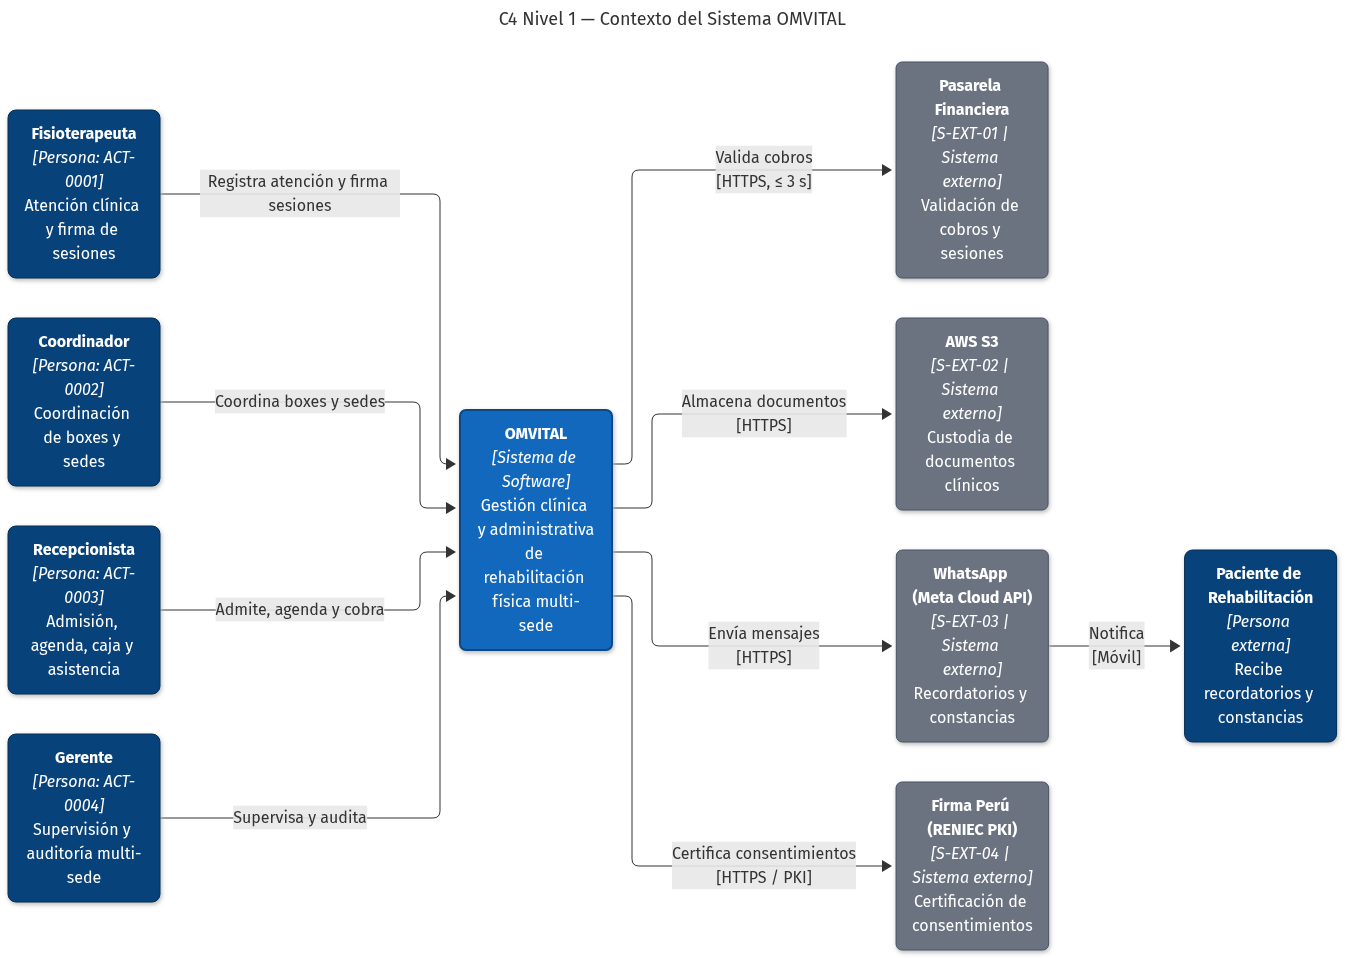 C4 Nivel 1 — Contexto del Sistema OMVITAL
Fisioterapeuta
[Persona: ACT-
0001]
Atención clínica
y firma de
sesiones
Registra atención y firma
sesiones
Coordinador
[Persona: ACT-
0002]
Coordinación
de boxes y
sedes
Coordina boxes y sedes
Recepcionista
[Persona: ACT-
0003]
Admisión,
agenda, caja y
asistencia
Admite, agenda y cobra
Gerente
[Persona: ACT-
0004]
Supervisión y
auditoría multi-
sede
Supervisa y audita
OMVITAL
[Sistema de
Software]
Gestión clínica
y administrativa
de
rehabilitación
física multi-
sede
Valida cobros
[HTTPS, ≤ 3 s]
Pasarela
Financiera
[S-EXT-01 |
Sistema
externo]
Validación de
cobros y
sesiones
Almacena documentos
[HTTPS]
AWS S3
[S-EXT-02 |
Sistema
externo]
Custodia de
documentos
clínicos
Envía mensajes
[HTTPS]
WhatsApp
(Meta Cloud API)
[S-EXT-03 |
Sistema
externo]
Recordatorios y
constancias
Notifica
[Móvil]
Paciente de
Rehabilitación
[Persona
externa]
Recibe
recordatorios y
constancias
Certifica consentimientos
[HTTPS / PKI]
Firma Perú
(RENIEC PKI)
[S-EXT-04 |
Sistema externo]
Certificación de
consentimientos